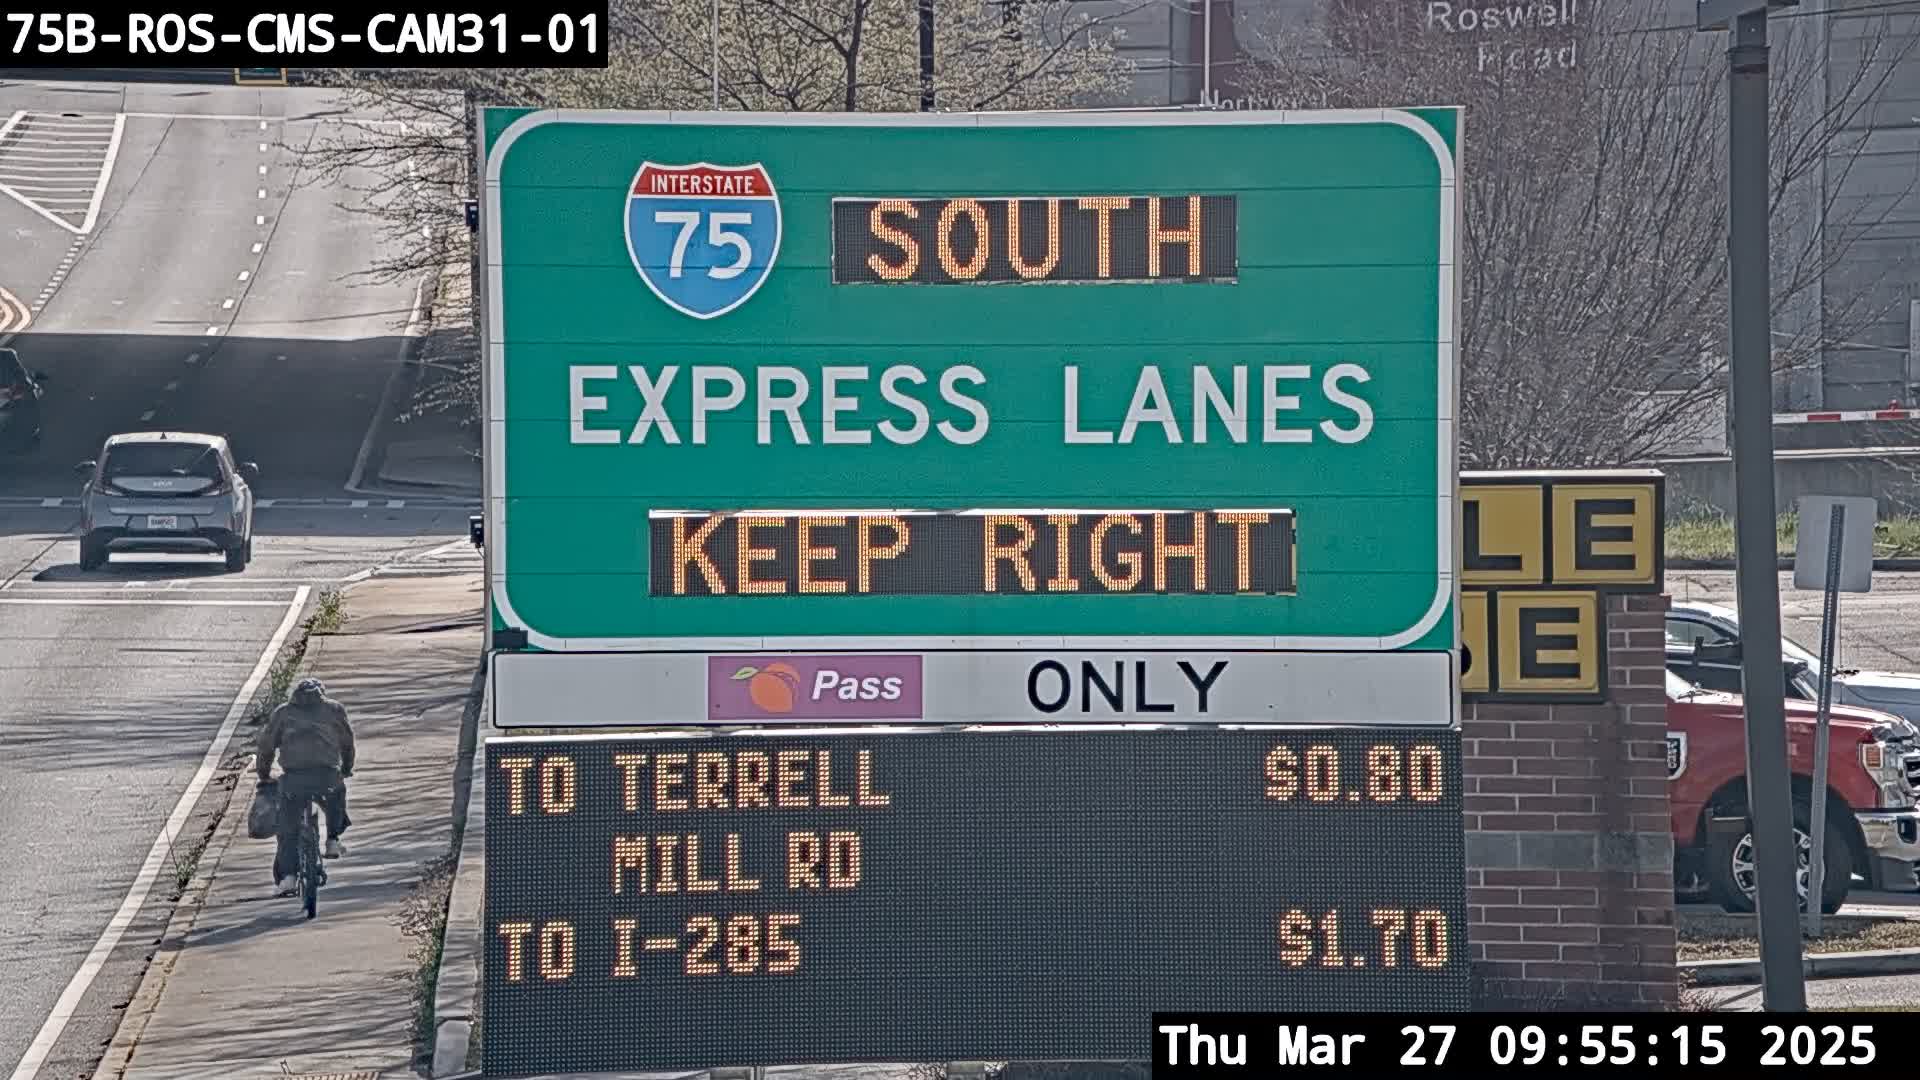 75B-ROS-CMS-CAM31-01
Roswell
Road
INTERSTATE
75
SOUTH
EXPRESS LANES
KEEP RIGHT
LE
E
Pass
ONLY
TO TERRELL $0.80
MILL RD
TO I-285 $1.70
Thu Mar 27 09:55:15 2025